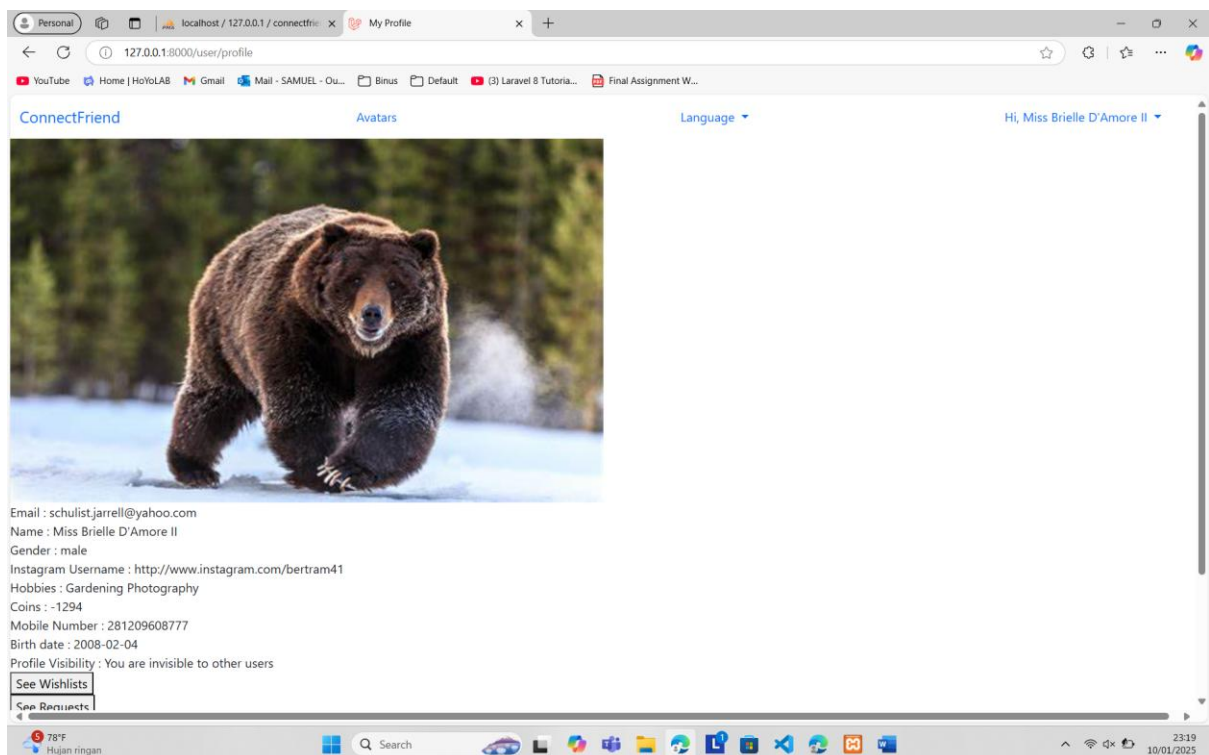 Personal
localhost / 127.0.0.1 / connectfrie
My Profile
127.0.0.1:8000/user/profile
YouTube Home | HoYoLAB Gmail Mail - SAMUEL - Ou... Binus Default (3) Laravel 8 Tutoria... Final Assignment W...
ConnectFriend Avatars Language Hi, Miss Brielle D'Amore II
Email : schulist.jarrell@yahoo.com
Name : Miss Brielle D'Amore II
Gender : male
Instagram Username : http://www.instagram.com/bertram41
Hobbies : Gardening Photography
Coins : -1294
Mobile Number : 281209608777
Birth date : 2008-02-04
Profile Visibility : You are invisible to other users
See Wishlists
See Requests
5 78°F
Hujan ringan
Search
23:19
10/01/2025